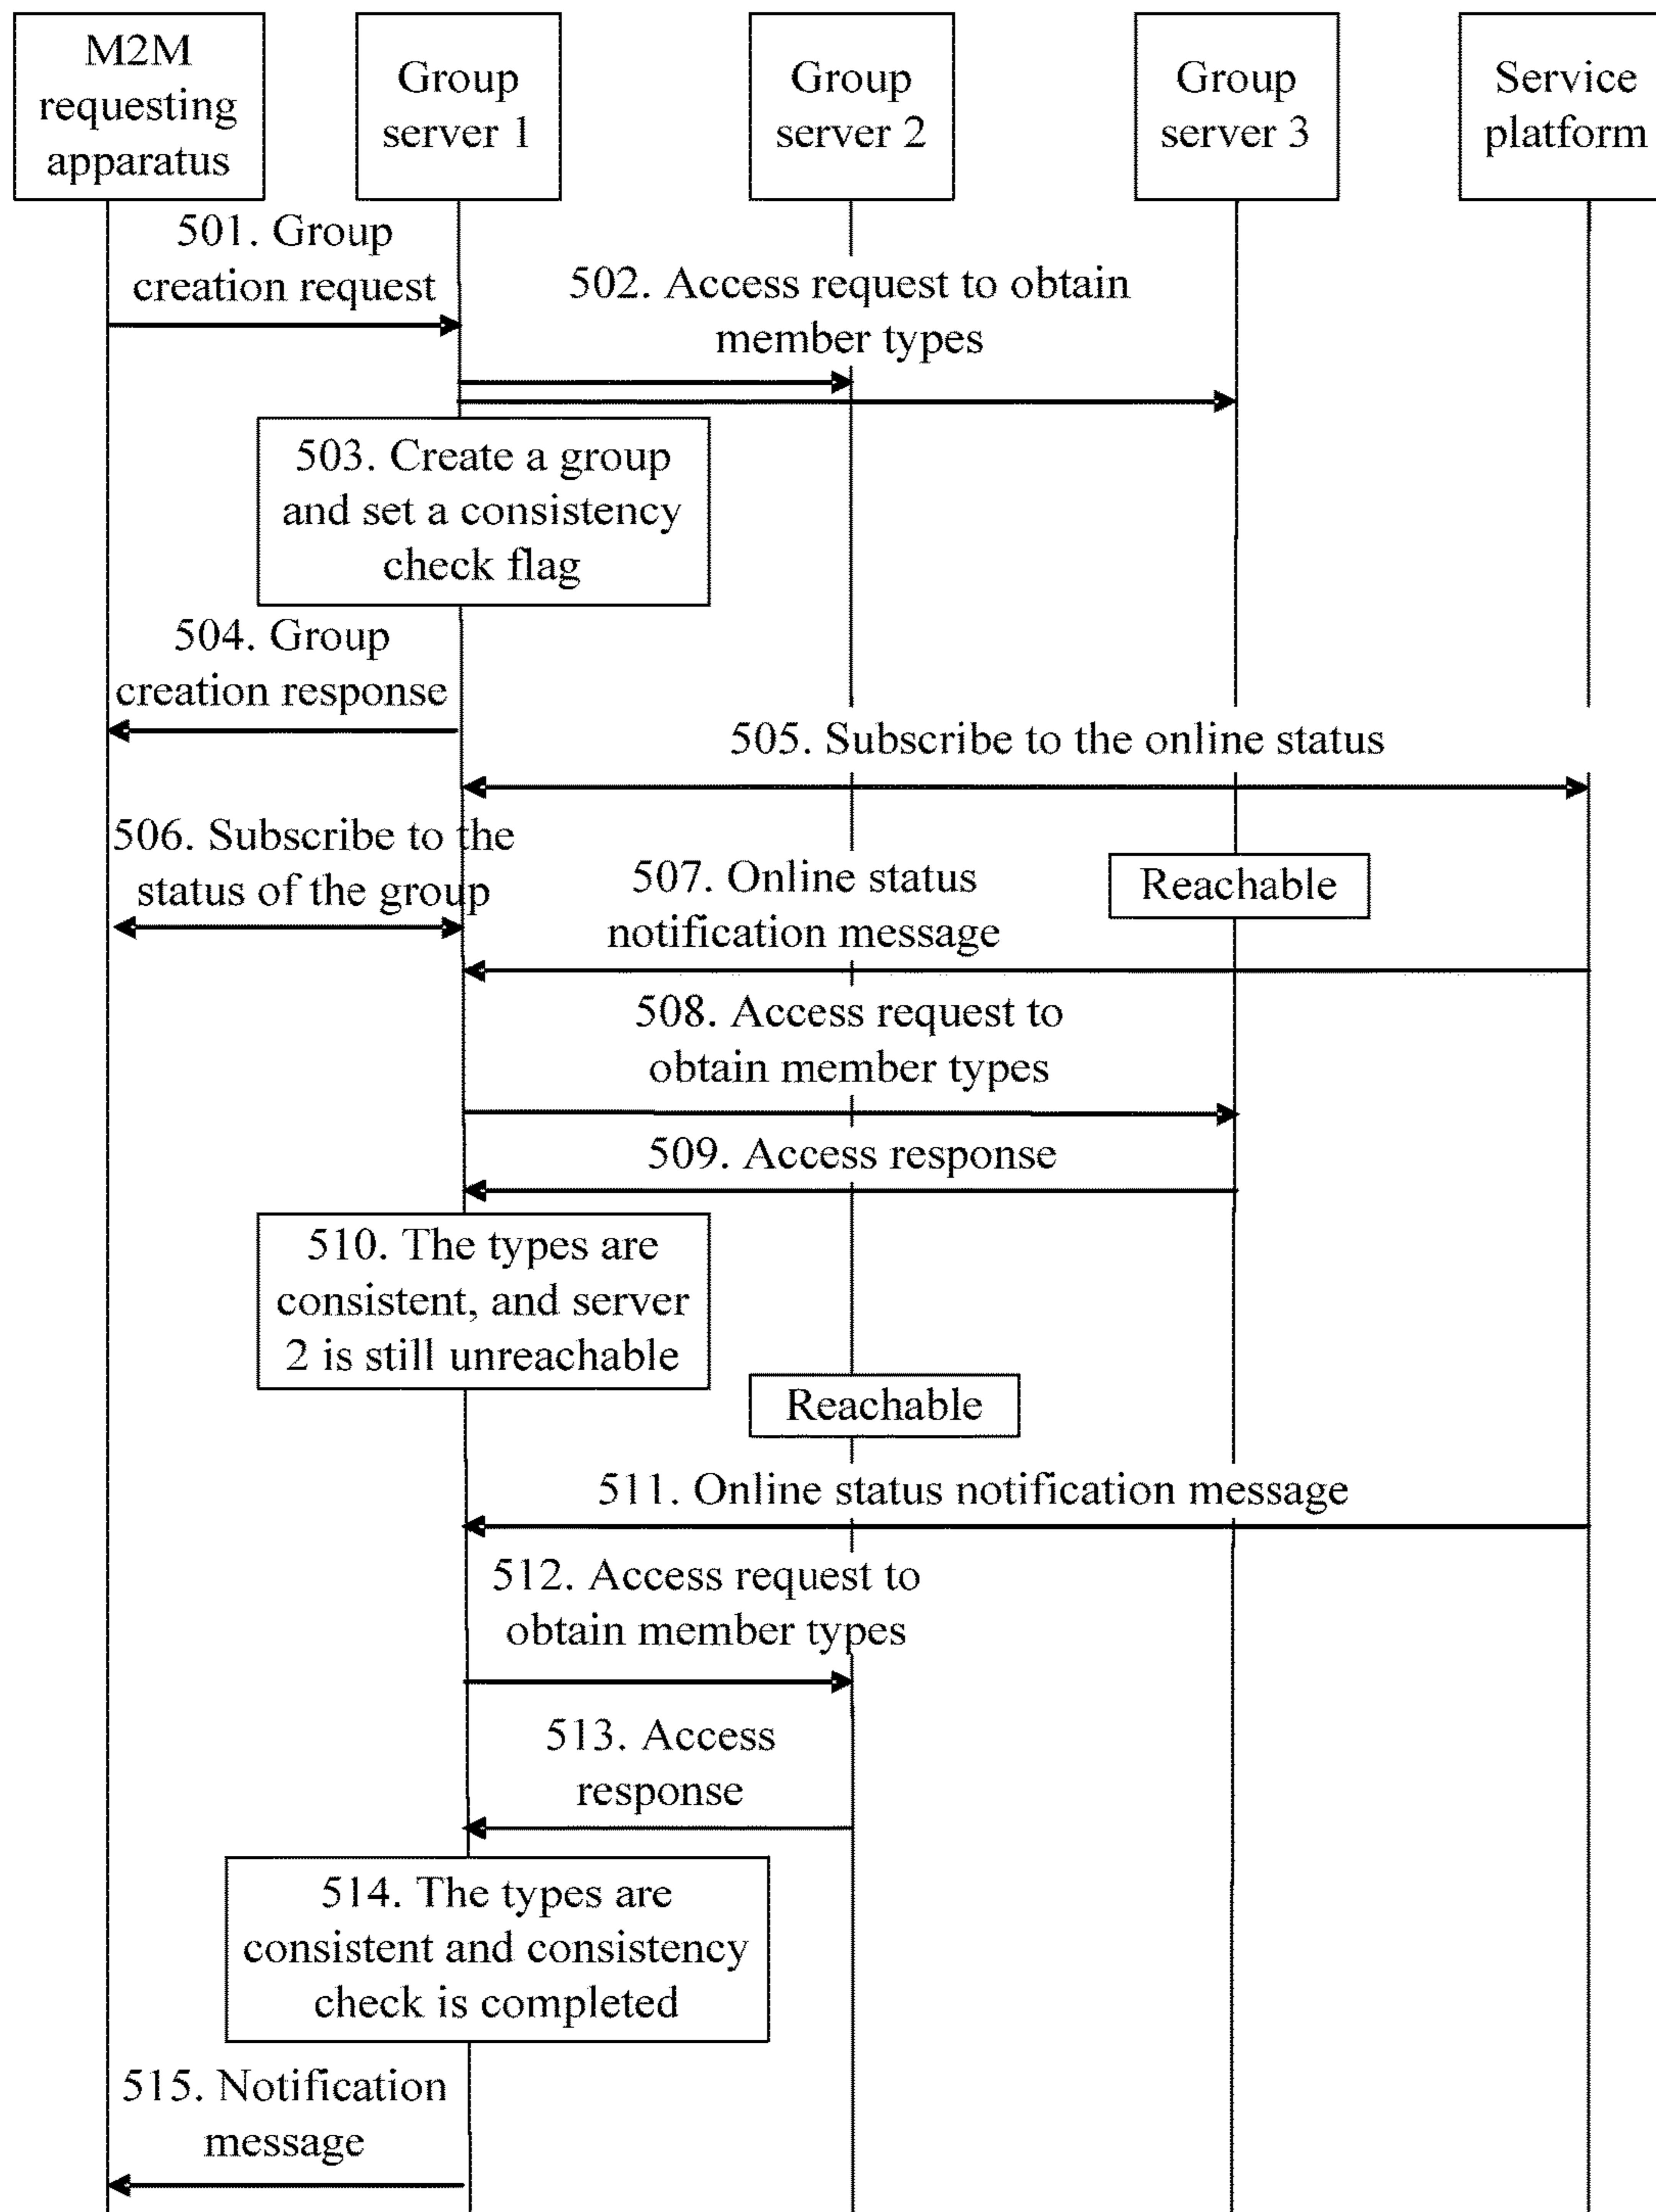 M2M
requesting
apparatus
Group
server 1
Group
server 2
Group
server 3
Service
platform
501. Group
creation request
502. Access request to obtain
member types
503. Create a group
and set a consistency
check flag
504. Group
creation response
505. Subscribe to the online status
506. Subscribe to the
status of the group
507. Online status
notification message
Reachable
508. Access request to
obtain member types
509. Access response
510. The types are
consistent, and server
2 is still unreachable
Reachable
511. Online status notification message
512. Access request to
obtain member types
513. Access
response
514. The types are
consistent and consistency
check is completed
515. Notification
message